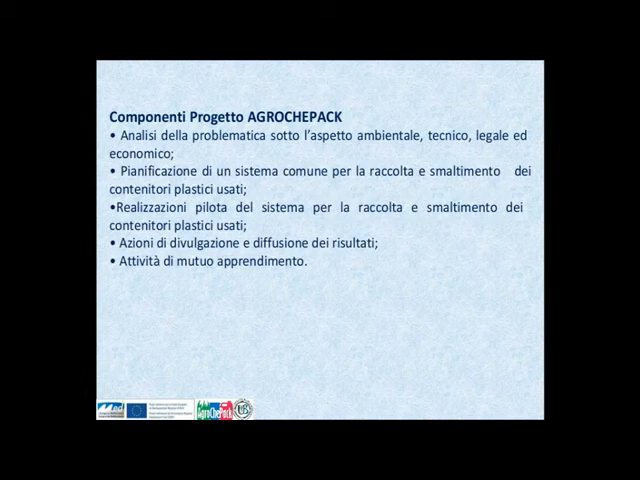 Componenti Progetto AGROCHEPACK
• Analisi della problematica sotto l'aspetto ambientale, tecnico, legale ed
economico;
• Pianificazione di un sistema comune per la raccolta e smaltimento dei
contenitori plastici usati;
•Realizzazioni pilota del sistema per la raccolta e smaltimento dei
contenitori plastici usati;
• Azioni di divulgazione e diffusione dei risultati;
• Attività di mutuo apprendimento.
AgroChePack